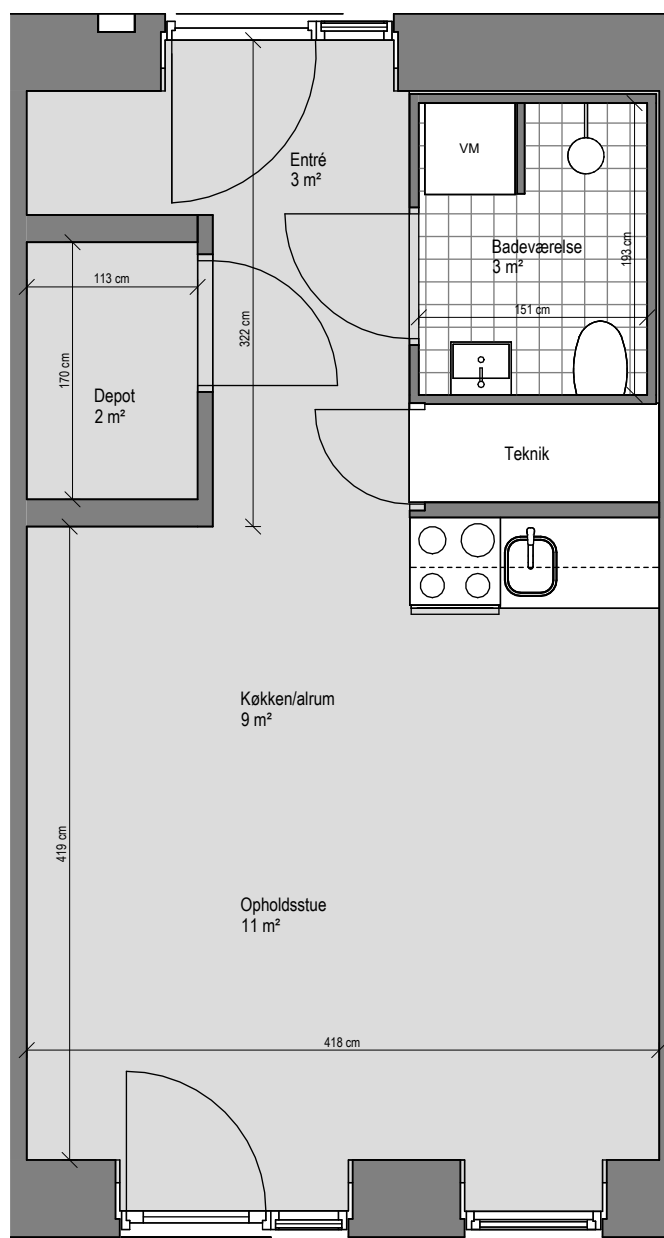 VM
Entré
3 m²
Badeværelse
3 m²
193 cm
113 cm
151 cm
322 cm
170 cm
Depot
2 m²
Teknik
Køkken/alrum
9 m²
419 cm
Opholdsstue
11 m²
418 cm